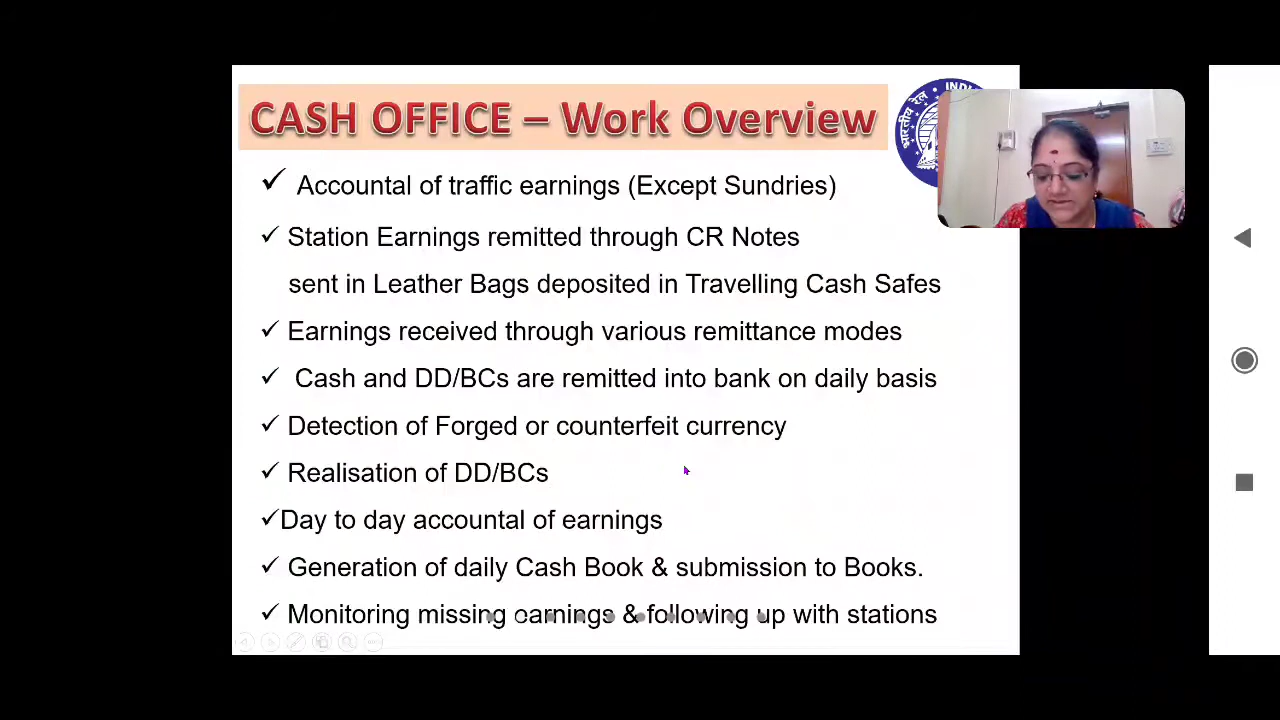 CASH OFFICE – Work Overview
भारतीय रेल INDI
✓ Accountal of traffic earnings (Except Sundries)
✓ Station Earnings remitted through CR Notes
sent in Leather Bags deposited in Travelling Cash Safes
✓ Earnings received through various remittance modes
✓ Cash and DD/BCs are remitted into bank on daily basis
✓ Detection of Forged or counterfeit currency
✓ Realisation of DD/BCs
✓Day to day accountal of earnings
✓ Generation of daily Cash Book & submission to Books.
✓ Monitoring missing earnings & following up with stations